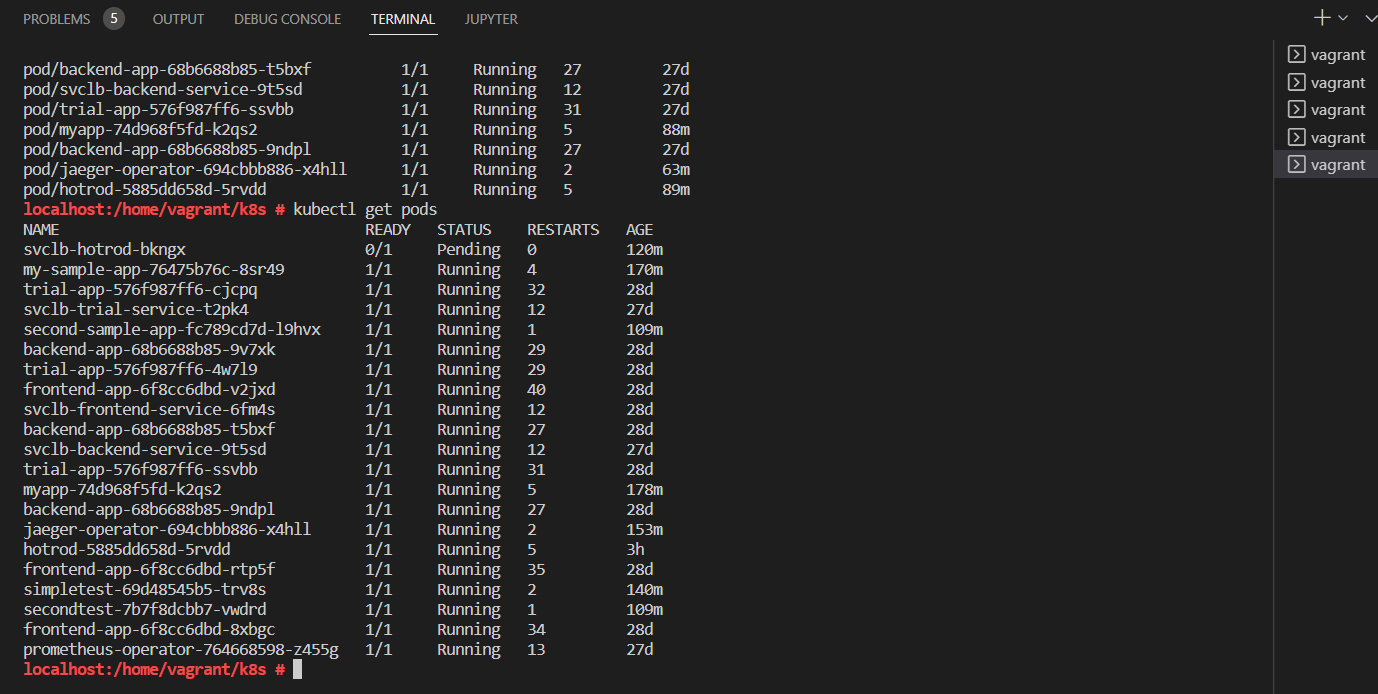 PROBLEMS 5 OUTPUT DEBUG CONSOLE TERMINAL JUPYTER
pod/backend-app-68b6688b85-t5bxf 1/1 Running 27 27d
pod/svclb-backend-service-9t5sd 1/1 Running 12 27d
pod/trial-app-576f987ff6-ssvbb 1/1 Running 31 27d
pod/myapp-74d968f5fd-k2qs2 1/1 Running 5 88m
pod/backend-app-68b6688b85-9ndpl 1/1 Running 27 27d
pod/jaeger-operator-694cbbb886-x4hll 1/1 Running 2 63m
pod/hotrod-5885dd658d-5rvdd 1/1 Running 5 89m
localhost:/home/vagrant/k8s # kubectl get pods
NAME READY STATUS RESTARTS AGE
svclb-hotrod-bkngx 0/1 Pending 0 120m
my-sample-app-76475b76c-8sr49 1/1 Running 4 170m
trial-app-576f987ff6-cjcpq 1/1 Running 32 28d
svclb-trial-service-t2pk4 1/1 Running 12 27d
second-sample-app-fc789cd7d-l9hvx 1/1 Running 1 109m
backend-app-68b6688b85-9v7xk 1/1 Running 29 28d
trial-app-576f987ff6-4w7l9 1/1 Running 29 28d
frontend-app-6f8cc6dbd-v2jxd 1/1 Running 40 28d
svclb-frontend-service-6fm4s 1/1 Running 12 28d
backend-app-68b6688b85-t5bxf 1/1 Running 27 28d
svclb-backend-service-9t5sd 1/1 Running 12 27d
trial-app-576f987ff6-ssvbb 1/1 Running 31 28d
myapp-74d968f5fd-k2qs2 1/1 Running 5 178m
backend-app-68b6688b85-9ndpl 1/1 Running 27 28d
jaeger-operator-694cbbb886-x4hll 1/1 Running 2 153m
hotrod-5885dd658d-5rvdd 1/1 Running 5 3h
frontend-app-6f8cc6dbd-rtp5f 1/1 Running 35 28d
simpletest-69d48545b5-trv8s 1/1 Running 2 140m
secondtest-7b7f8dcbb7-vwdrd 1/1 Running 1 109m
frontend-app-6f8cc6dbd-8xbgc 1/1 Running 34 28d
prometheus-operator-764668598-z455g 1/1 Running 13 27d
localhost:/home/vagrant/k8s #
vagrant
vagrant
vagrant
vagrant
vagrant